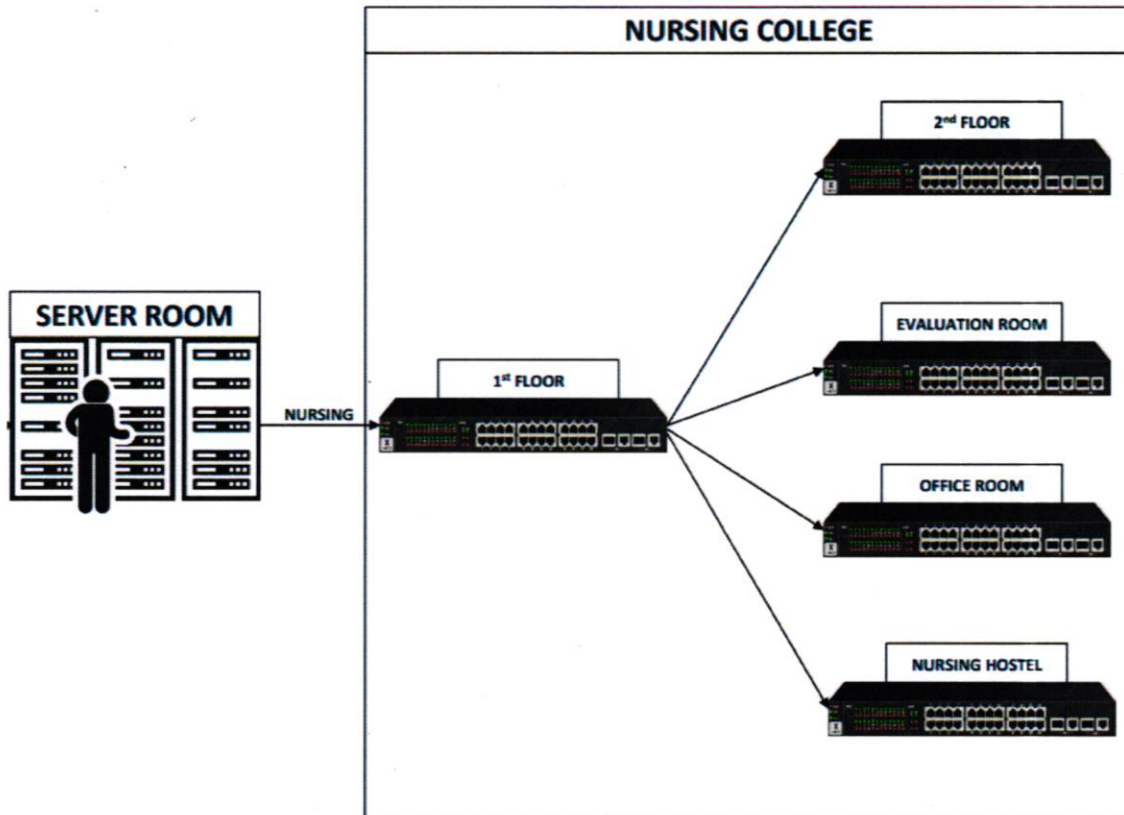 NURSING COLLEGE
2nd FLOOR
EVALUATION ROOM
SERVER ROOM
1st FLOOR
NURSING
OFFICE ROOM
NURSING HOSTEL